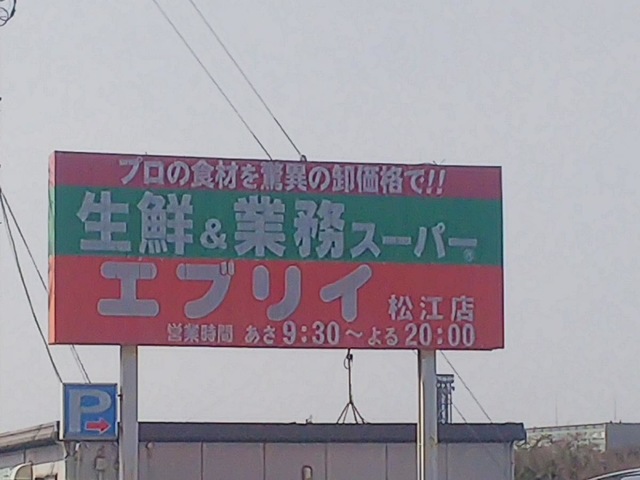 プロの食材を驚異の卸価格で!!
生鮮&業務スーパー®
エブリイ 松江店
営業時間 あさ9:30～よる20:00
P